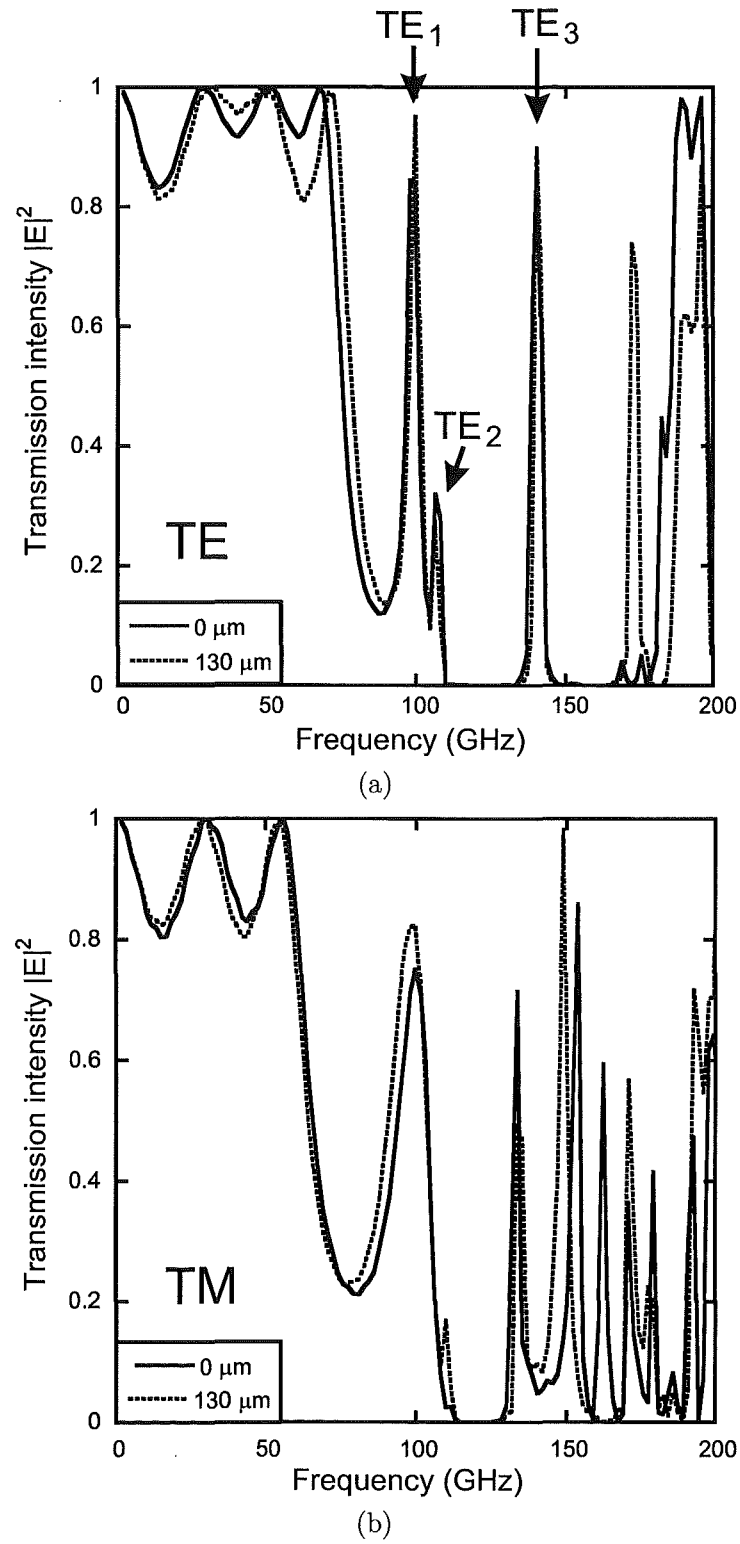 TE1
TE3
1
0.8
0.6
0.4
0.2
0
Transmission intensity |E|²
TE2
TE
0 μm
130 μm
0
50
100
150
200
Frequency (GHz)
(a)
1
0.8
0.6
0.4
0.2
0
Transmission intensity |E|²
TM
0 μm
130 μm
0
50
100
150
200
Frequency (GHz)
(b)